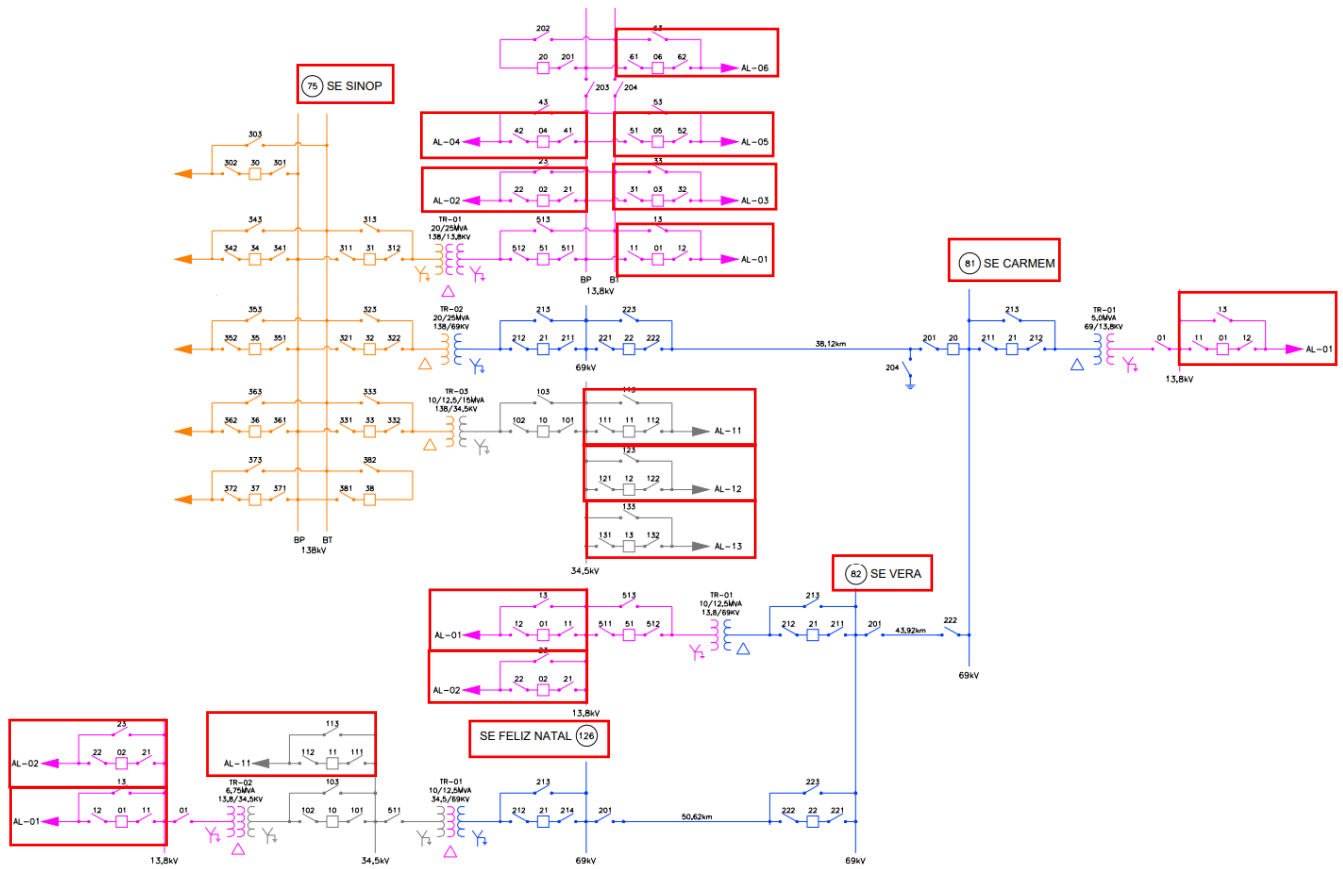 202
63
20 201
61 06 62
AL-06
75 SE SINOP
203 204
43
53
303
AL-04
42 04 41
51 05 52
AL-05
302 30 301
23
33
AL-02
22 02 21
31 03 32
AL-03
343
313
TR-01
20/25MVA
138/13,8KV
513
13
342 34 341
311 31 312
512 51 511
11 01 12
AL-01
81 SE CARMEM
BP BT
13,8kV
353
323
TR-02
20/25MVA
138/69KV
213
223
213
TR-01
5,0MVA
69/13,8KV
13
352 35 351
321 32 322
212 21 211
221 22 222
38,12km
201 20
211 21 212
01
11 01 12
AL-01
69kV
204
13,8kV
363
333
TR-03
10/12,5/15MVA
138/34,5KV
103
362 36 361
331 33 332
102 10 101
111 11 112
AL-11
373
382
123
372 37 371
381 38
121 12 122
AL-12
133
BP BT
138kV
131 13 132
AL-13
34,5kV
82 SE VERA
13
513
TR-01
10/12,5MVA
13,8/69KV
213
AL-01
12 01 11
511 51 512
212 21 211
201
43,92km
222
23
AL-02
22 02 21
69kV
13,8kV
SE FELIZ NATAL 126
23
113
AL-02
22 02 21
AL-11
112 11 111
13
TR-02
6,75MVA
13,8/34,5KV
103
TR-01
10/12,5MVA
34,5/69KV
213
223
AL-01
12 01 11
01
102 10 101
511
212 21 214
201
50,62km
222 22 221
13,8kV
34,5kV
69kV
69kV